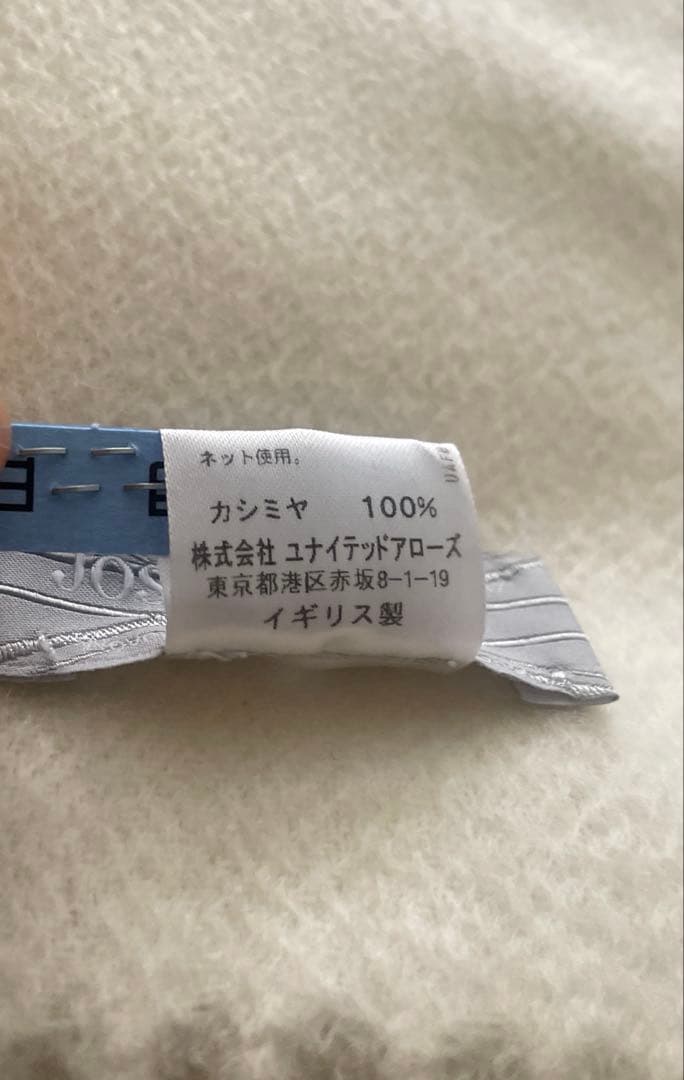 ネット使用。
カシミヤ 100%
株式会社 ユナイテッドアローズ
東京都港区赤坂8-1-19
イギリス製
JOS